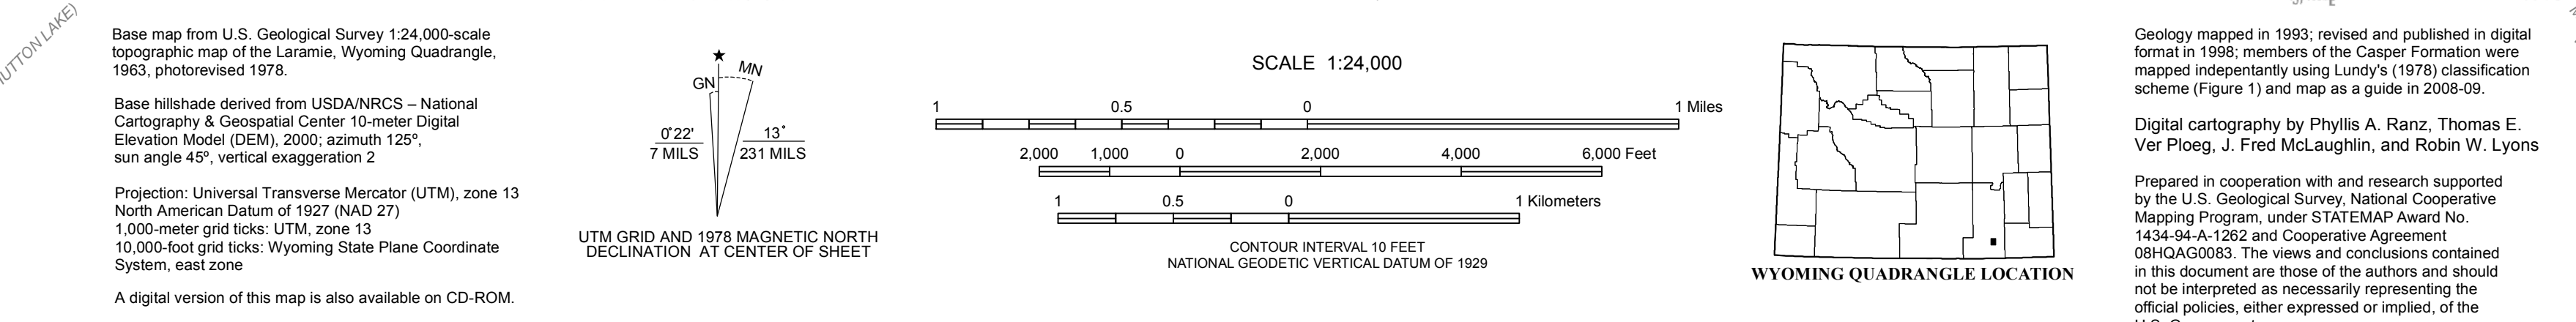 UTTON LAKE)
Base map from U.S. Geological Survey 1:24,000-scale
topographic map of the Laramie, Wyoming Quadrangle,
1963, photorevised 1978.
Base hillshade derived from USDA/NRCS – National
Cartography & Geospatial Center 10-meter Digital
Elevation Model (DEM), 2000; azimuth 125º,
sun angle 45º, vertical exaggeration 2
Projection: Universal Transverse Mercator (UTM), zone 13
North American Datum of 1927 (NAD 27)
1,000-meter grid ticks: UTM, zone 13
10,000-foot grid ticks: Wyoming State Plane Coordinate
System, east zone
A digital version of this map is also available on CD-ROM.
★
GN
MN
0°22'
7 MILS
13°
231 MILS
UTM GRID AND 1978 MAGNETIC NORTH
DECLINATION AT CENTER OF SHEET
SCALE 1:24,000
1 0.5 0 1 Miles
2,000 1,000 0 2,000 4,000 6,000 Feet
1 0.5 0 1 Kilometers
CONTOUR INTERVAL 10 FEET
NATIONAL GEODETIC VERTICAL DATUM OF 1929
WYOMING QUADRANGLE LOCATION
Geology mapped in 1993; revised and published in digital
format in 1998; members of the Casper Formation were
mapped indepentantly using Lundy's (1978) classification
scheme (Figure 1) and map as a guide in 2008-09.
Digital cartography by Phyllis A. Ranz, Thomas E.
Ver Ploeg, J. Fred McLaughlin, and Robin W. Lyons
Prepared in cooperation with and research supported
by the U.S. Geological Survey, National Cooperative
Mapping Program, under STATEMAP Award No.
1434-94-A-1262 and Cooperative Agreement
08HQAG0083. The views and conclusions contained
in this document are those of the authors and should
not be interpreted as necessarily representing the
official policies, either expressed or implied, of the